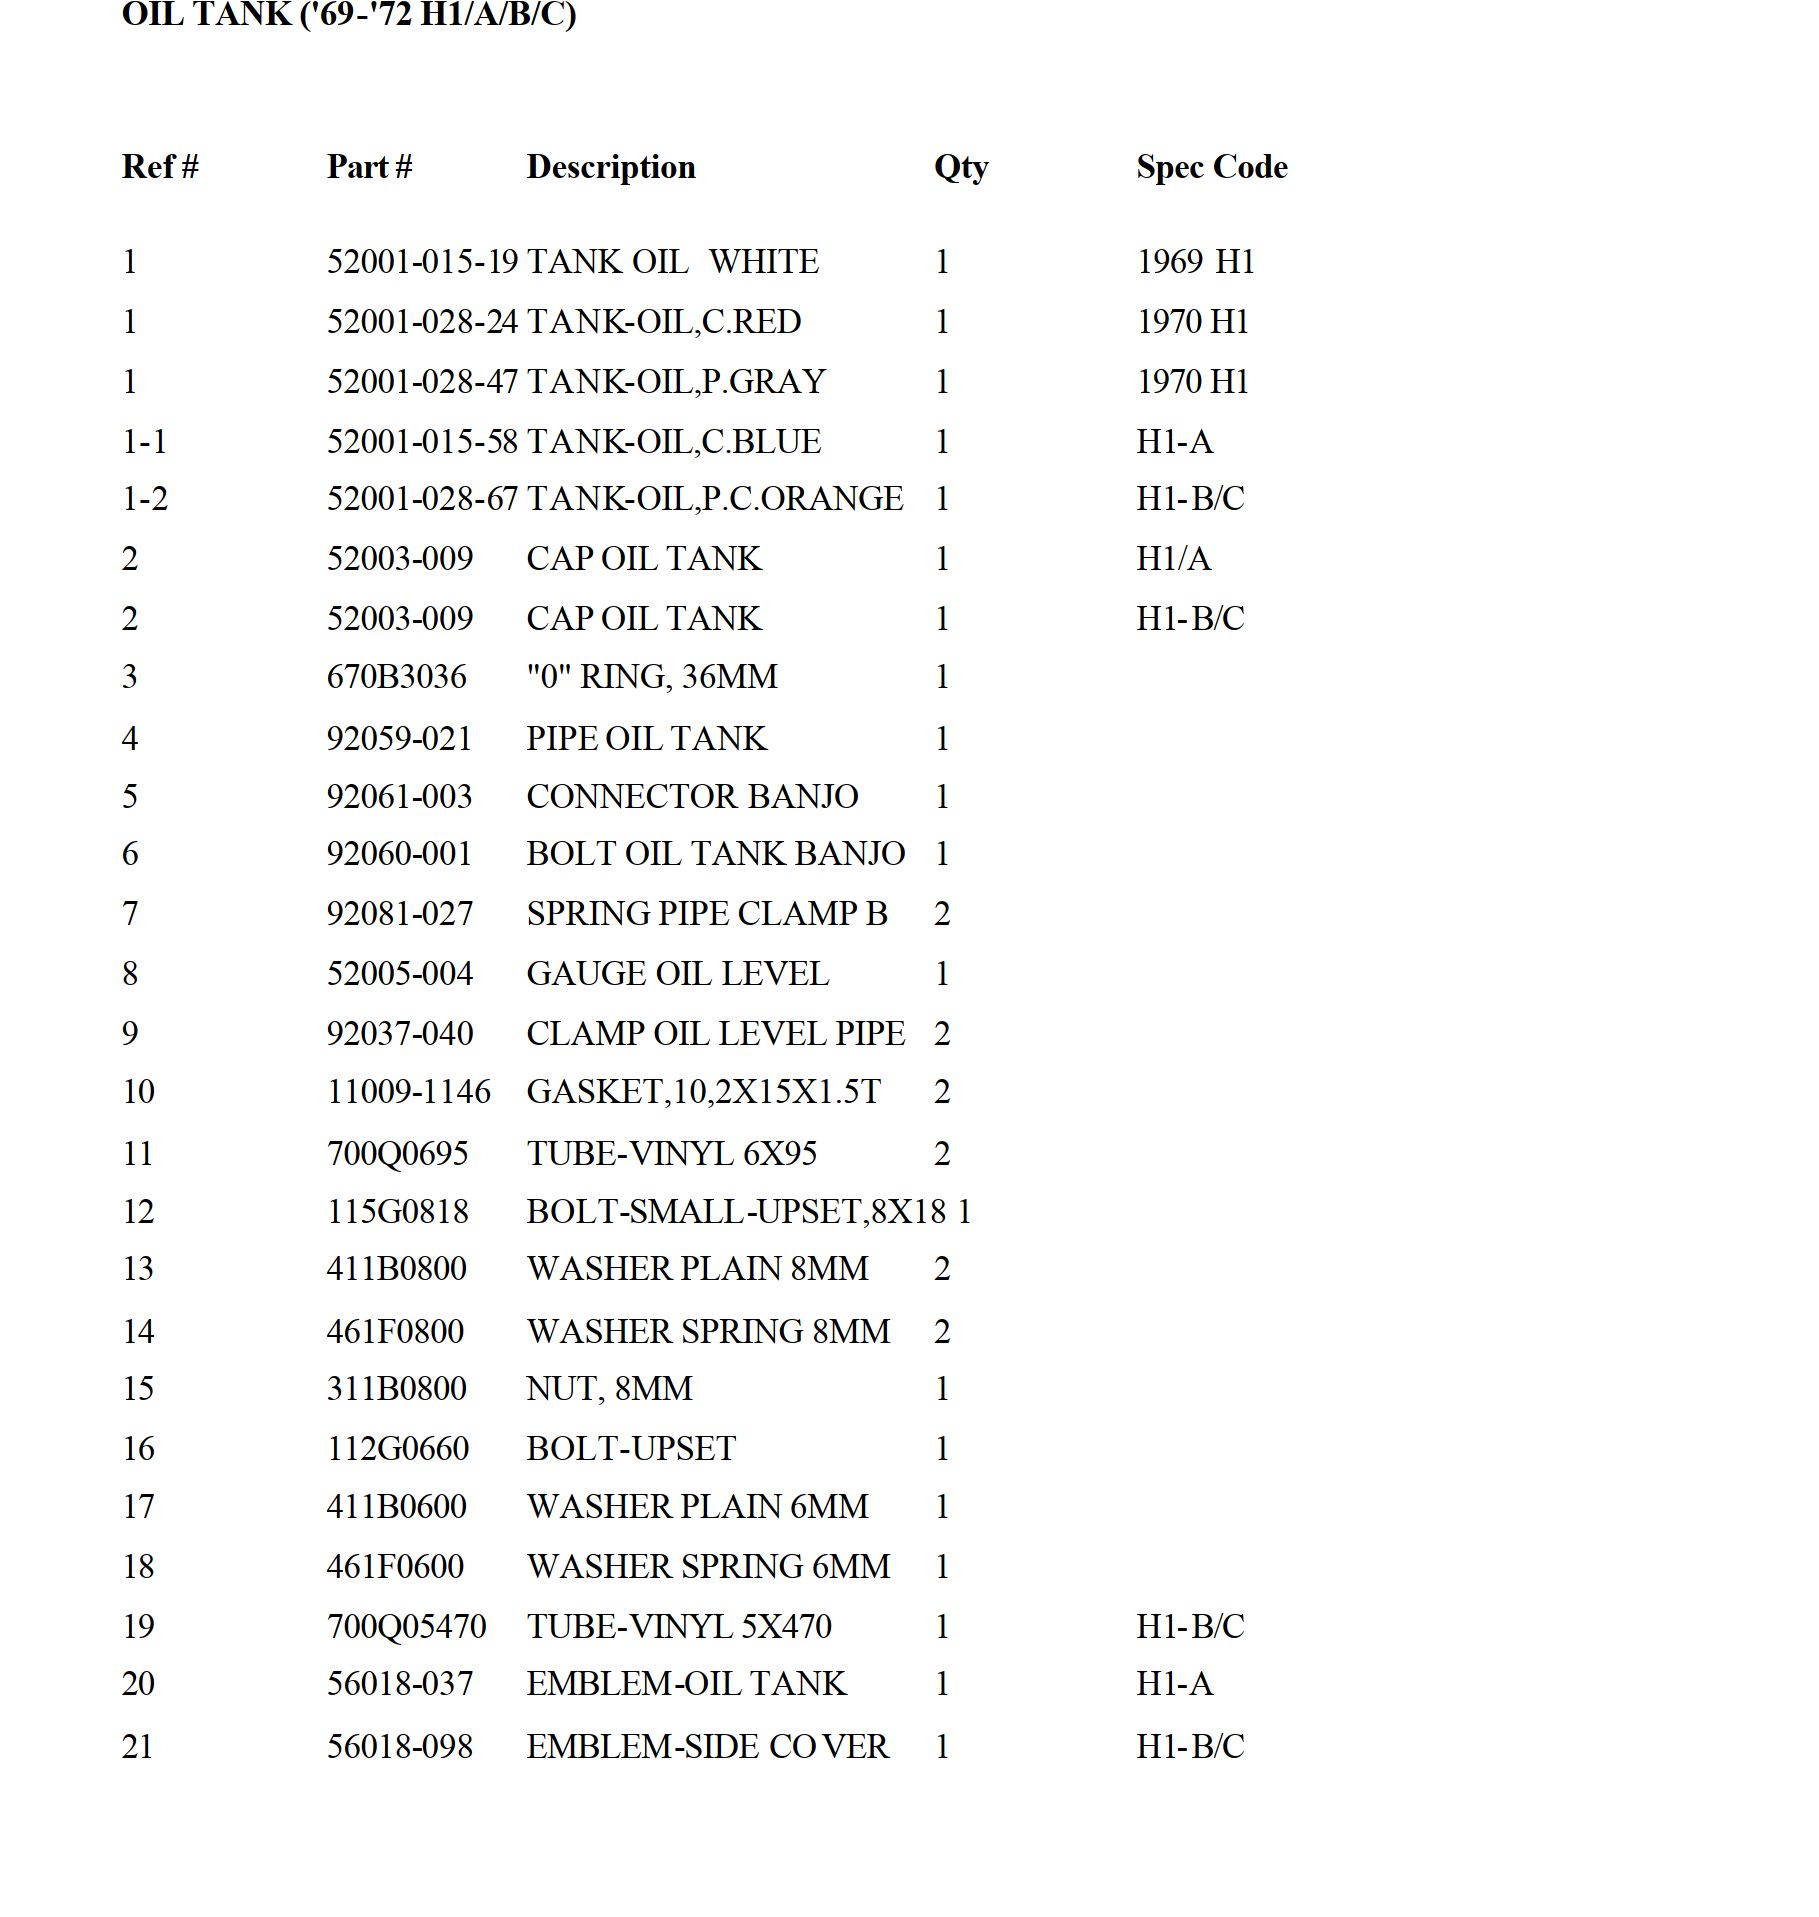 OIL TANK ('69-'72 H1/A/B/C)
Ref # Part # Description Qty Spec Code
1 52001-015-19 TANK OIL WHITE 1 1969 H1
1 52001-028-24 TANK-OIL,C.RED 1 1970 H1
1 52001-028-47 TANK-OIL,P.GRAY 1 1970 H1
1-1 52001-015-58 TANK-OIL,C.BLUE 1 H1-A
1-2 52001-028-67 TANK-OIL,P.C.ORANGE 1 H1-B/C
2 52003-009 CAP OIL TANK 1 H1/A
2 52003-009 CAP OIL TANK 1 H1-B/C
3 670B3036 "0" RING, 36MM 1
4 92059-021 PIPE OIL TANK 1
5 92061-003 CONNECTOR BANJO 1
6 92060-001 BOLT OIL TANK BANJO 1
7 92081-027 SPRING PIPE CLAMP B 2
8 52005-004 GAUGE OIL LEVEL 1
9 92037-040 CLAMP OIL LEVEL PIPE 2
10 11009-1146 GASKET,10,2X15X1.5T 2
11 700Q0695 TUBE-VINYL 6X95 2
12 115G0818 BOLT-SMALL-UPSET,8X18 1
13 411B0800 WASHER PLAIN 8MM 2
14 461F0800 WASHER SPRING 8MM 2
15 311B0800 NUT, 8MM 1
16 112G0660 BOLT-UPSET 1
17 411B0600 WASHER PLAIN 6MM 1
18 461F0600 WASHER SPRING 6MM 1
19 700Q05470 TUBE-VINYL 5X470 1 H1-B/C
20 56018-037 EMBLEM-OIL TANK 1 H1-A
21 56018-098 EMBLEM-SIDE COVER 1 H1-B/C